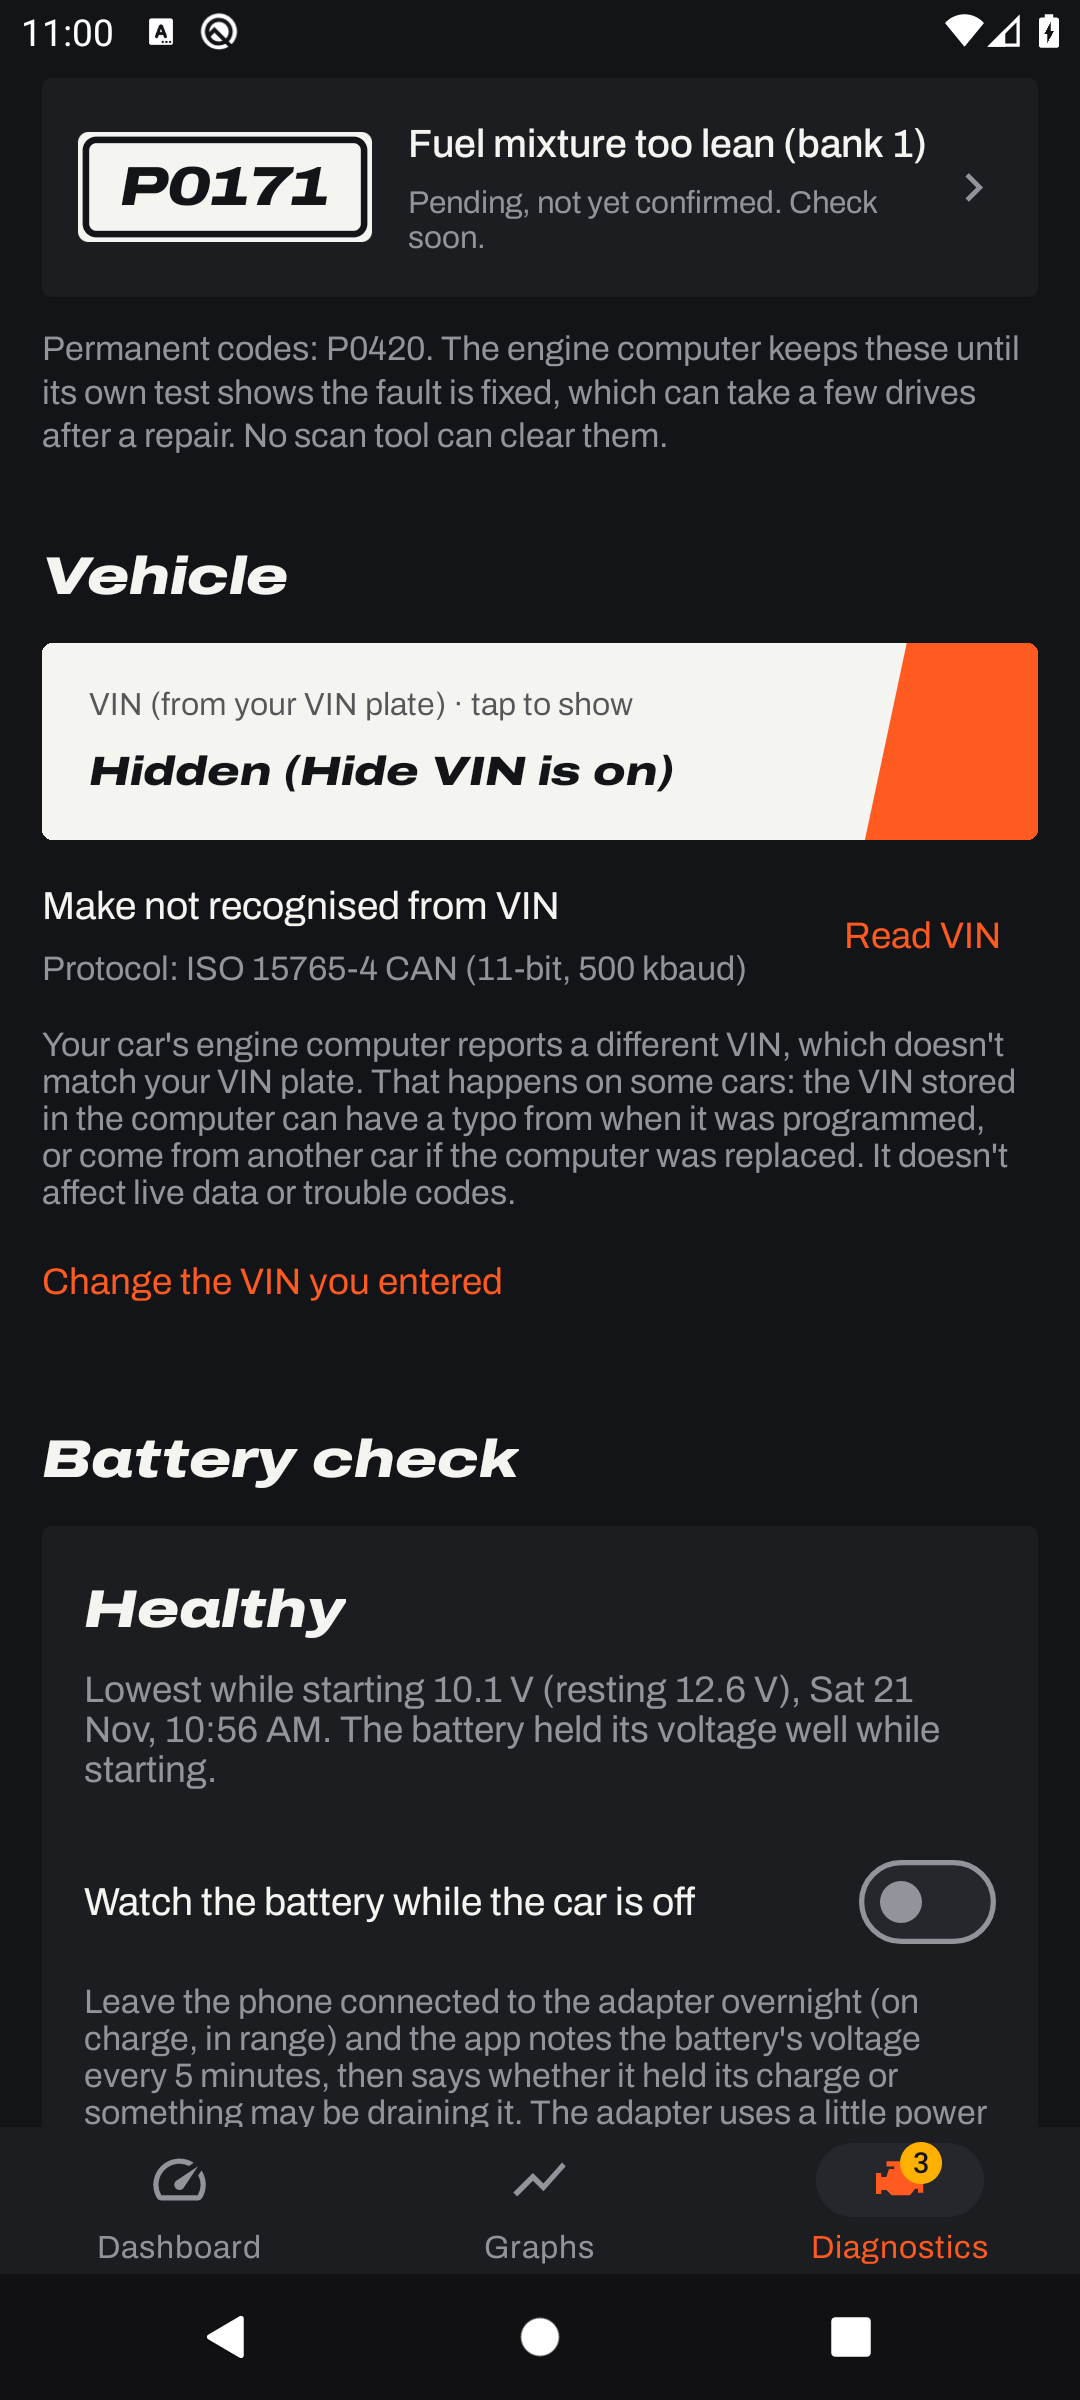 11:00
P0171
Fuel mixture too lean (bank 1)
Pending, not yet confirmed. Check
soon.
Permanent codes: P0420. The engine computer keeps these until
its own test shows the fault is fixed, which can take a few drives
after a repair. No scan tool can clear them.
Vehicle
VIN (from your VIN plate) · tap to show
Hidden (Hide VIN is on)
Make not recognised from VIN
Read VIN
Protocol: ISO 15765-4 CAN (11-bit, 500 kbaud)
Your car's engine computer reports a different VIN, which doesn't
match your VIN plate. That happens on some cars: the VIN stored
in the computer can have a typo from when it was programmed,
or come from another car if the computer was replaced. It doesn't
affect live data or trouble codes.
Change the VIN you entered
Battery check
Healthy
Lowest while starting 10.1 V (resting 12.6 V), Sat 21
Nov, 10:56 AM. The battery held its voltage well while
starting.
Watch the battery while the car is off
Leave the phone connected to the adapter overnight (on
charge, in range) and the app notes the battery's voltage
every 5 minutes, then says whether it held its charge or
something may be draining it. The adapter uses a little power
3
Dashboard
Graphs
Diagnostics